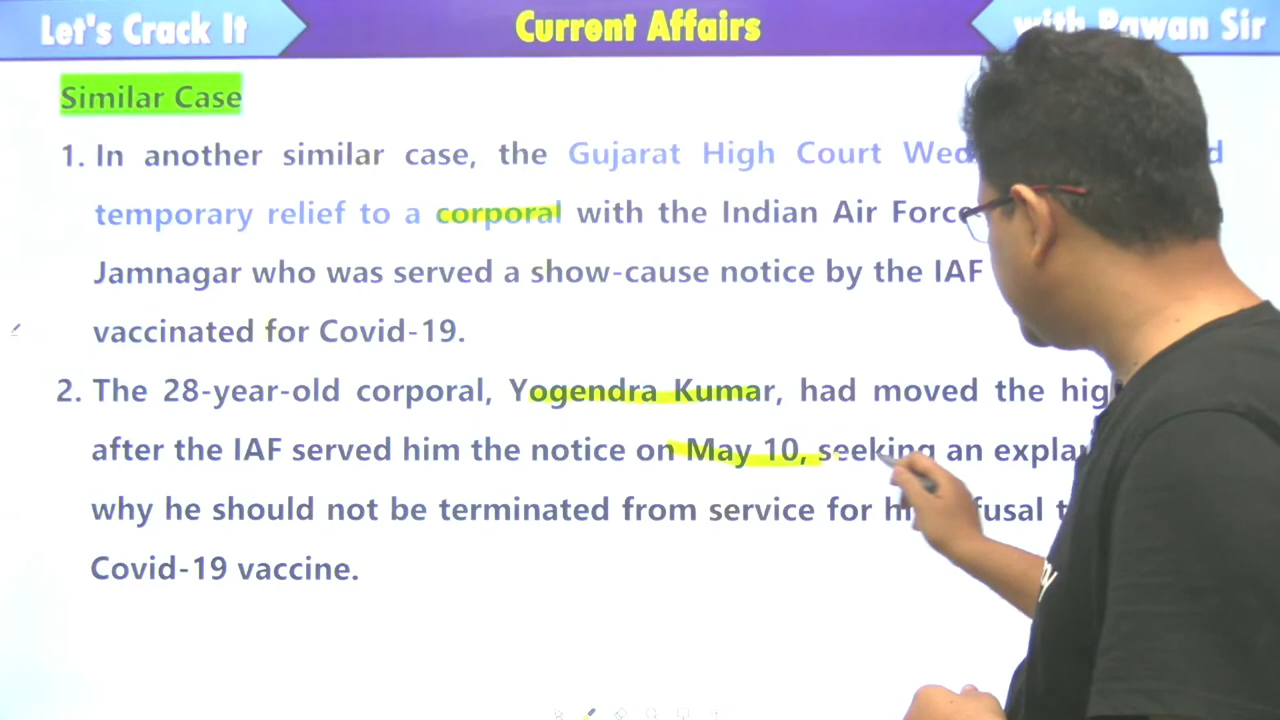 Let's Crack It
Current Affairs
with Pawan Sir
Similar Case
1. In another similar case, the Gujarat High Court
temporary relief to a corporal with the Indian Air Force
Jamnagar who was served a show-cause notice by the IAF
vaccinated for Covid-19.
2. The 28-year-old corporal, Yogendra Kumar, had moved the
after the IAF served him the notice on May 10, seeking an
why he should not be terminated from service for
Covid-19 vaccine.